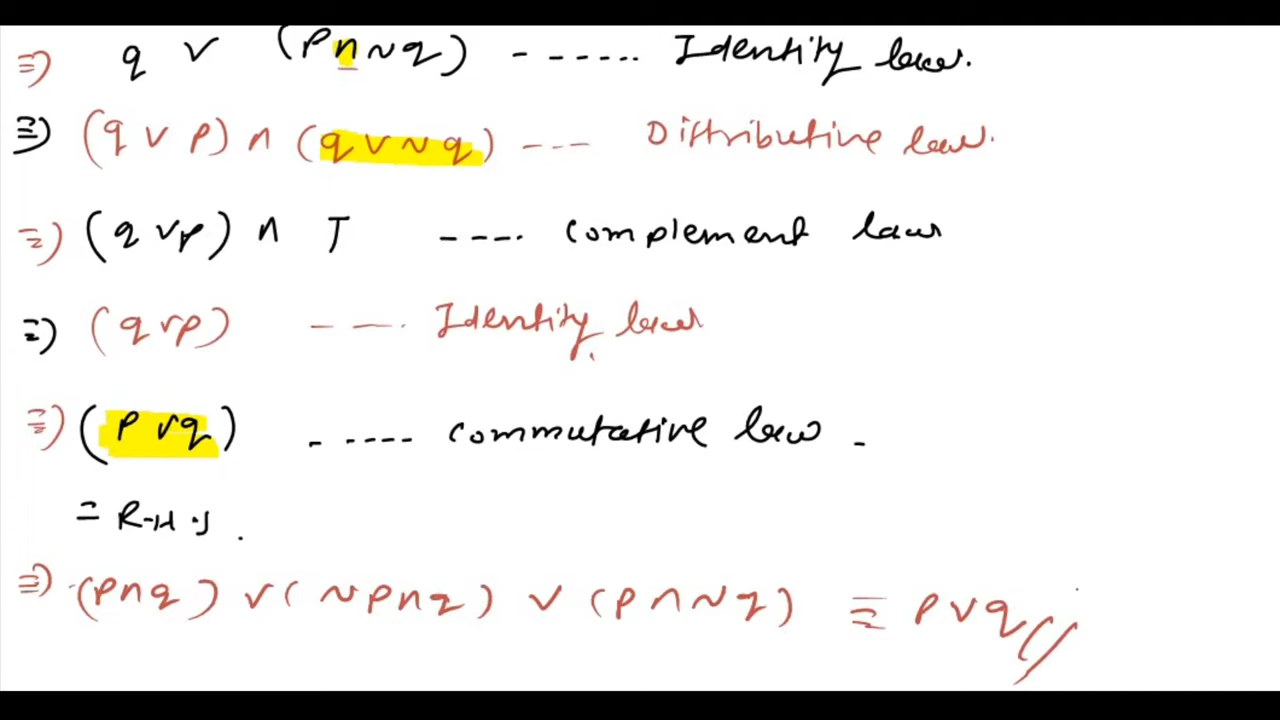 ≡) q ∨ (p ∧ ~q) ------.. Identity law.
≡) (q ∨ p) ∧ (q ∨ ~q) --- Distributive law.
≡) (q ∨ p) ∧ T ----. complement law
≡) (q ∨ p) -- —. Identity law
≡) (p ∨ q) . ---- commutative law .
= R-H.S.
≡) (p ∧ q) ∨ (~p ∧ q) ∨ (p ∧ ~q) ≡ p ∨ q //